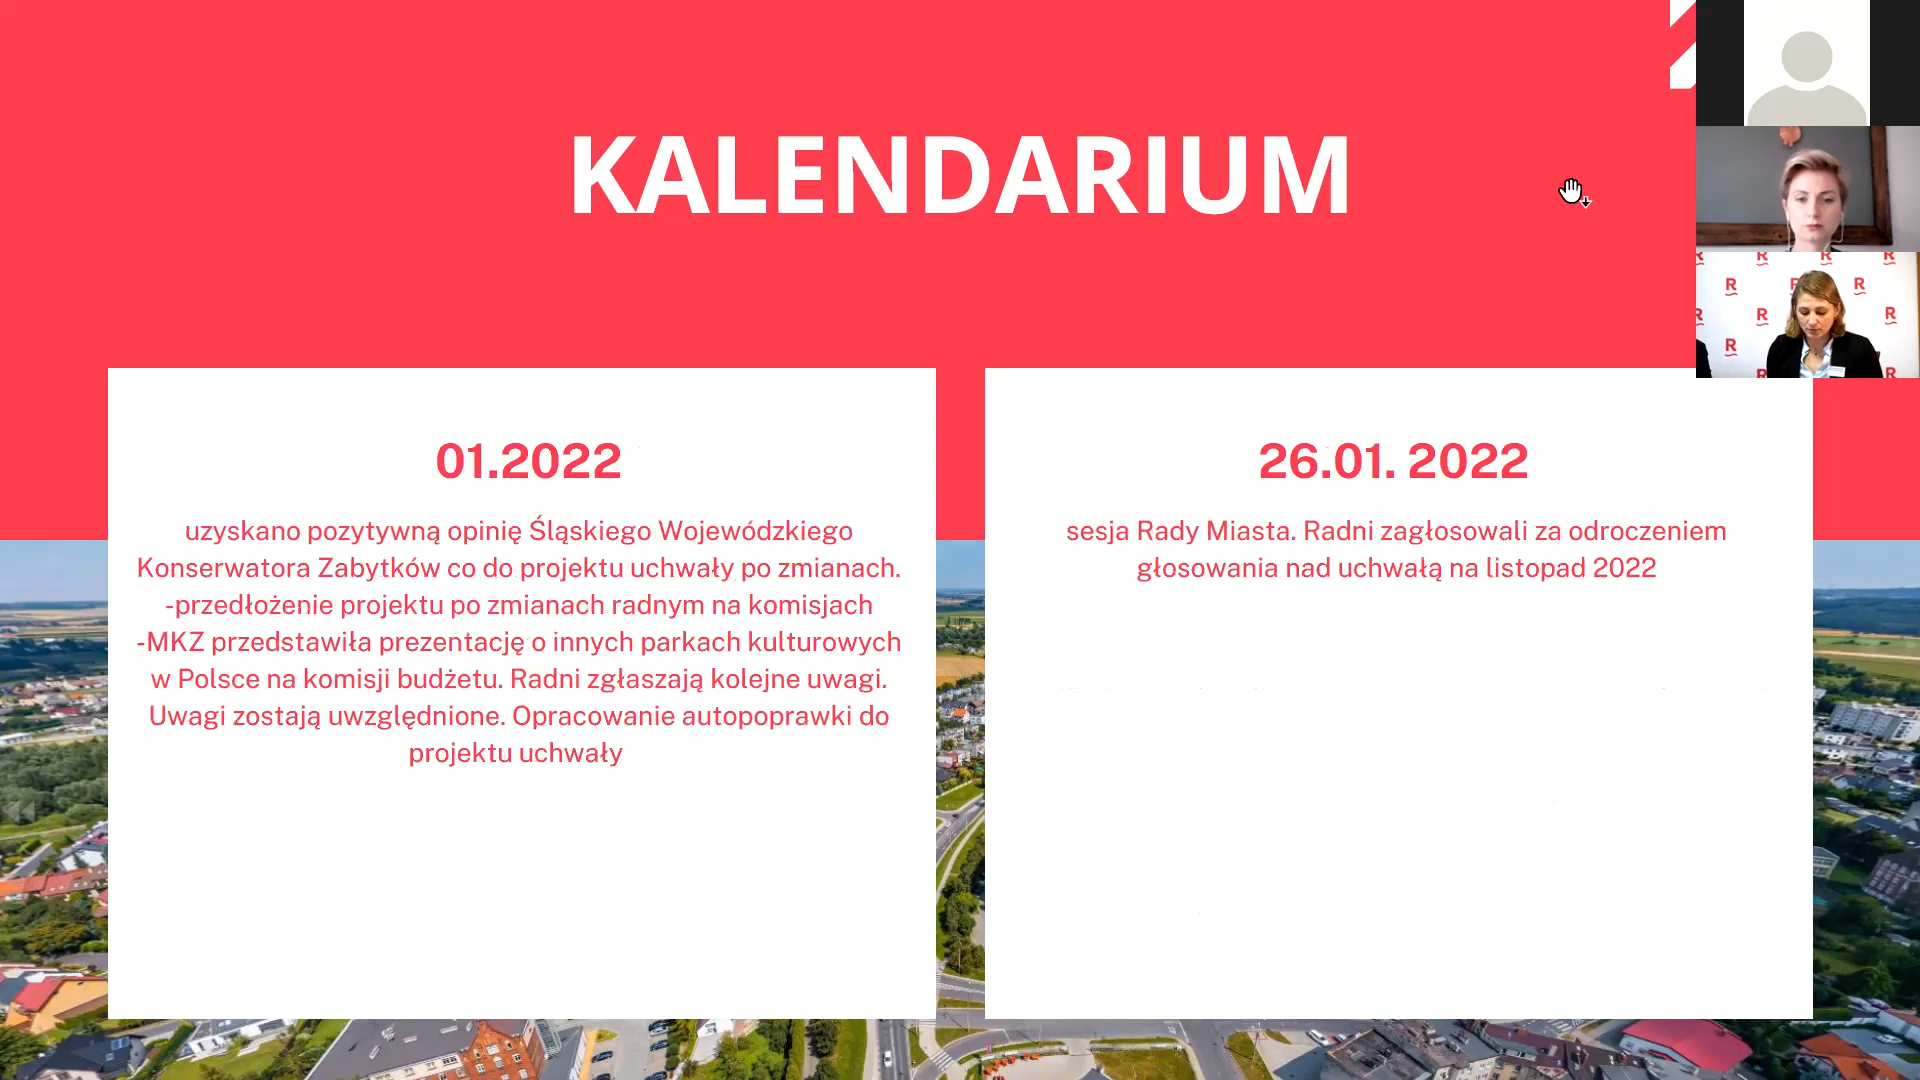 KALENDARIUM
01.2022
uzyskano pozytywną opinię Śląskiego Wojewódzkiego
Konserwatora Zabytków co do projektu uchwały po zmianach.
-przedłożenie projektu po zmianach radnym na komisjach
-MKZ przedstawiła prezentację o innych parkach kulturowych
w Polsce na komisji budżetu. Radni zgłaszają kolejne uwagi.
Uwagi zostają uwzględnione. Opracowanie autopoprawki do
projektu uchwały
26.01. 2022
sesja Rady Miasta. Radni zagłosowali za odroczeniem
głosowania nad uchwałą na listopad 2022
R R R R
R R R
R R R
R
R R